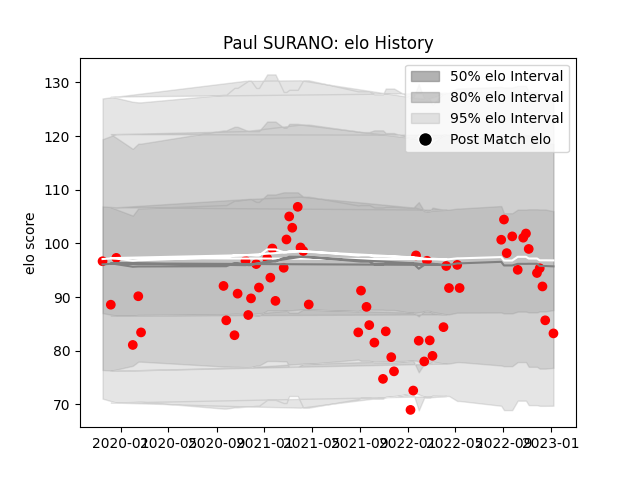 Paul SURANO: elo History
50% elo Interval
80% elo Interval
95% elo Interval
Post Match elo
elo score
130
120
110
100
90
80
70
2020-01 2020-05 2020-09 2021-01 2021-05 2021-09 2022-01 2022-05 2022-09 2023-01